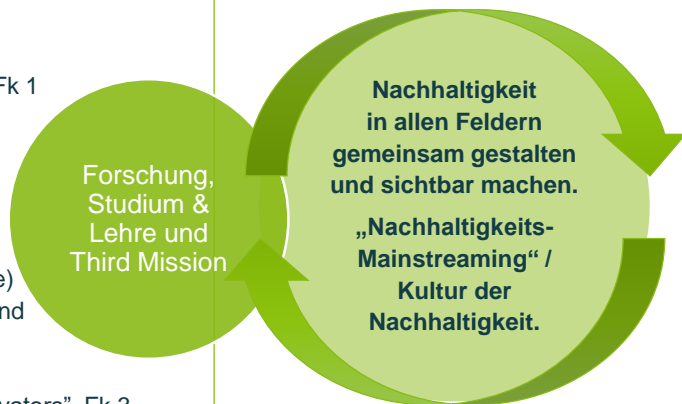 Fk 1
Forschung,
Studium &
Lehre und
Third Mission
Nachhaltigkeit
in allen Feldern
gemeinsam gestalten
und sichtbar machen.
„Nachhaltigkeits-
Mainstreaming“ /
Kultur der
Nachhaltigkeit.